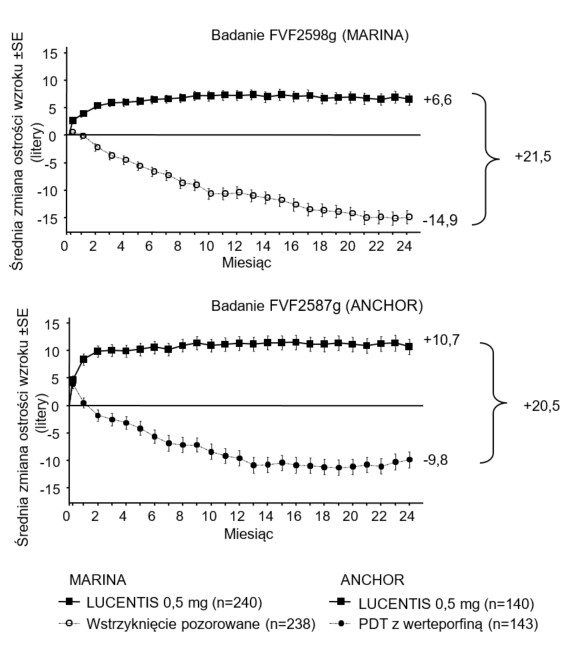 Badanie FVF2598g (MARINA)
Średnia zmiana ostrości wzroku ±SE
(litery)
15
10
5
0
-5
-10
-15
+6,6
-14,9
+21,5
0 2 4 6 8 10 12 14 16 18 20 22 24
Miesiąc
Badanie FVF2587g (ANCHOR)
Średnia zmiana ostrości wzroku ±SE
(litery)
15
10
5
0
-5
-10
-15
+10,7
-9,8
+20,5
0 2 4 6 8 10 12 14 16 18 20 22 24
Miesiąc
MARINA
LUCENTIS 0,5 mg (n=240)
Wstrzyknięcie pozorowane (n=238)
ANCHOR
LUCENTIS 0,5 mg (n=140)
PDT z werteporfiną (n=143)